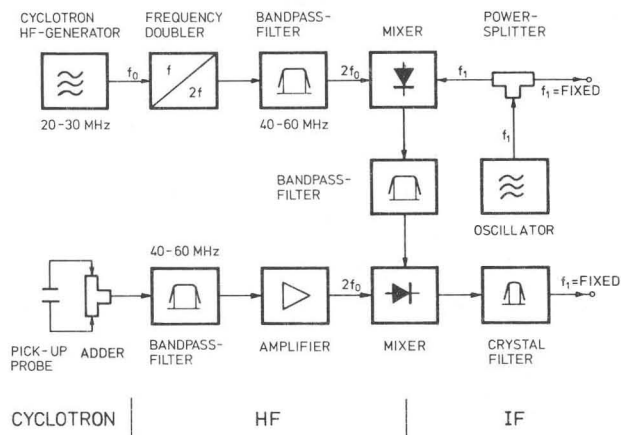 CYCLOTRON
HF-GENERATOR
FREQUENCY
DOUBLER
BANDPASS-
FILTER
MIXER
POWER-
SPLITTER
f₀
f
2f
2f₀
f₁
f₁=FIXED
20-30 MHz
40-60 MHz
f₁
BANDPASS-
FILTER
OSCILLATOR
40-60 MHz
2f₀
f₁=FIXED
PICK-UP
PROBE
ADDER
BANDPASS-
FILTER
AMPLIFIER
MIXER
CRYSTAL
FILTER
CYCLOTRON
HF
IF